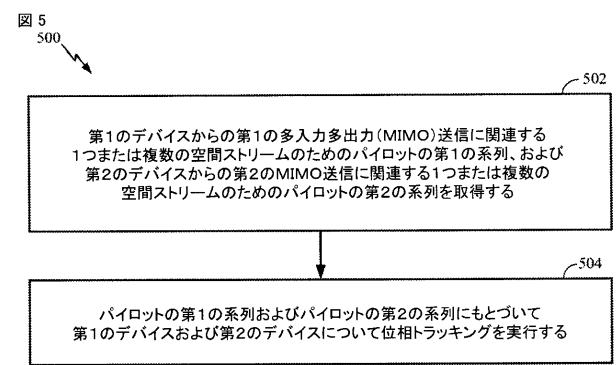 図 5
500
502
第1のデバイスからの第1の多入力多出力(MIMO)送信に関連する
1つまたは複数の空間ストリームのためのパイロットの第1の系列、および
第2のデバイスからの第2のMIMO送信に関連する1つまたは複数の
空間ストリームのためのパイロットの第2の系列を取得する
504
パイロットの第1の系列およびパイロットの第2の系列にもとづいて
第1のデバイスおよび第2のデバイスについて位相トラッキングを実行する